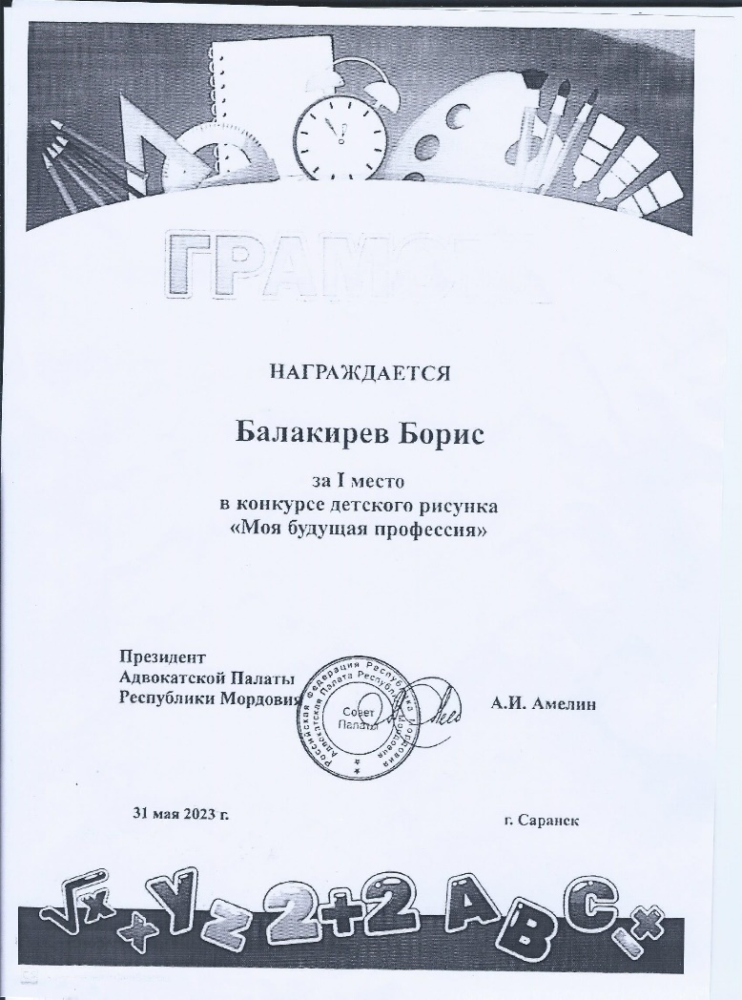 ГРАМОТА
НАГРАЖДАЕТСЯ
Балакирев Борис
за I место
в конкурсе детского рисунка
«Моя будущая профессия»
Президент
Адвокатской Палаты
Республики Мордовия
А.И. Амелин
Российская Федерация Республика Мордовия
Адвокатская Палата Республики Мордовия
Совет
Палаты
31 мая 2023 г.
г. Саранск
√x + y z 2+2 A B C ÷ x